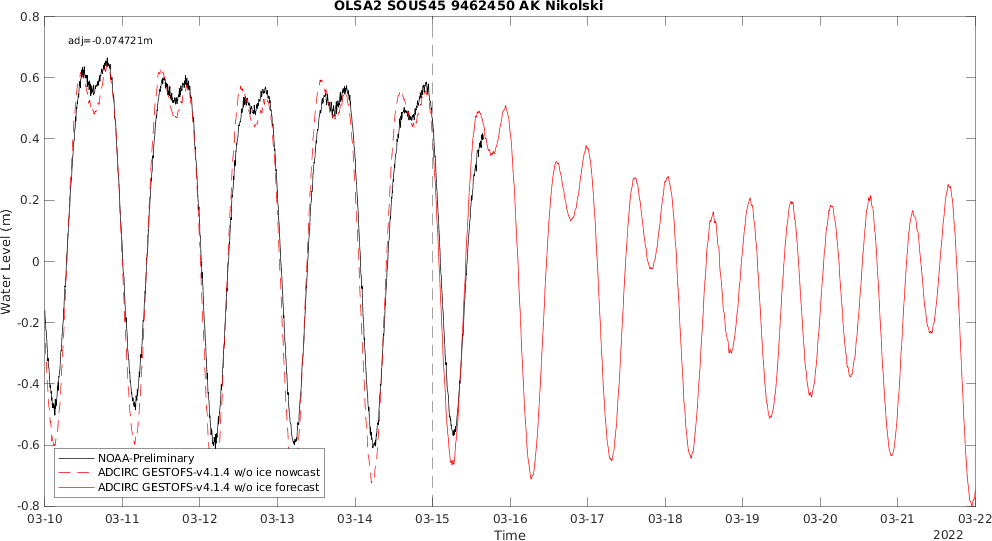 OLSA2 SOUS45 9462450 AK Nikolski
adj=-0.074721m
0.8
0.6
0.4
0.2
0
-0.2
-0.4
-0.6
-0.8
Water Level (m)
NOAA-Preliminary
ADCIRC GESTOFS-v4.1.4 w/o ice nowcast
ADCIRC GESTOFS-v4.1.4 w/o ice forecast
03-10 03-11 03-12 03-13 03-14 03-15 03-16 03-17 03-18 03-19 03-20 03-21 03-22
Time
2022